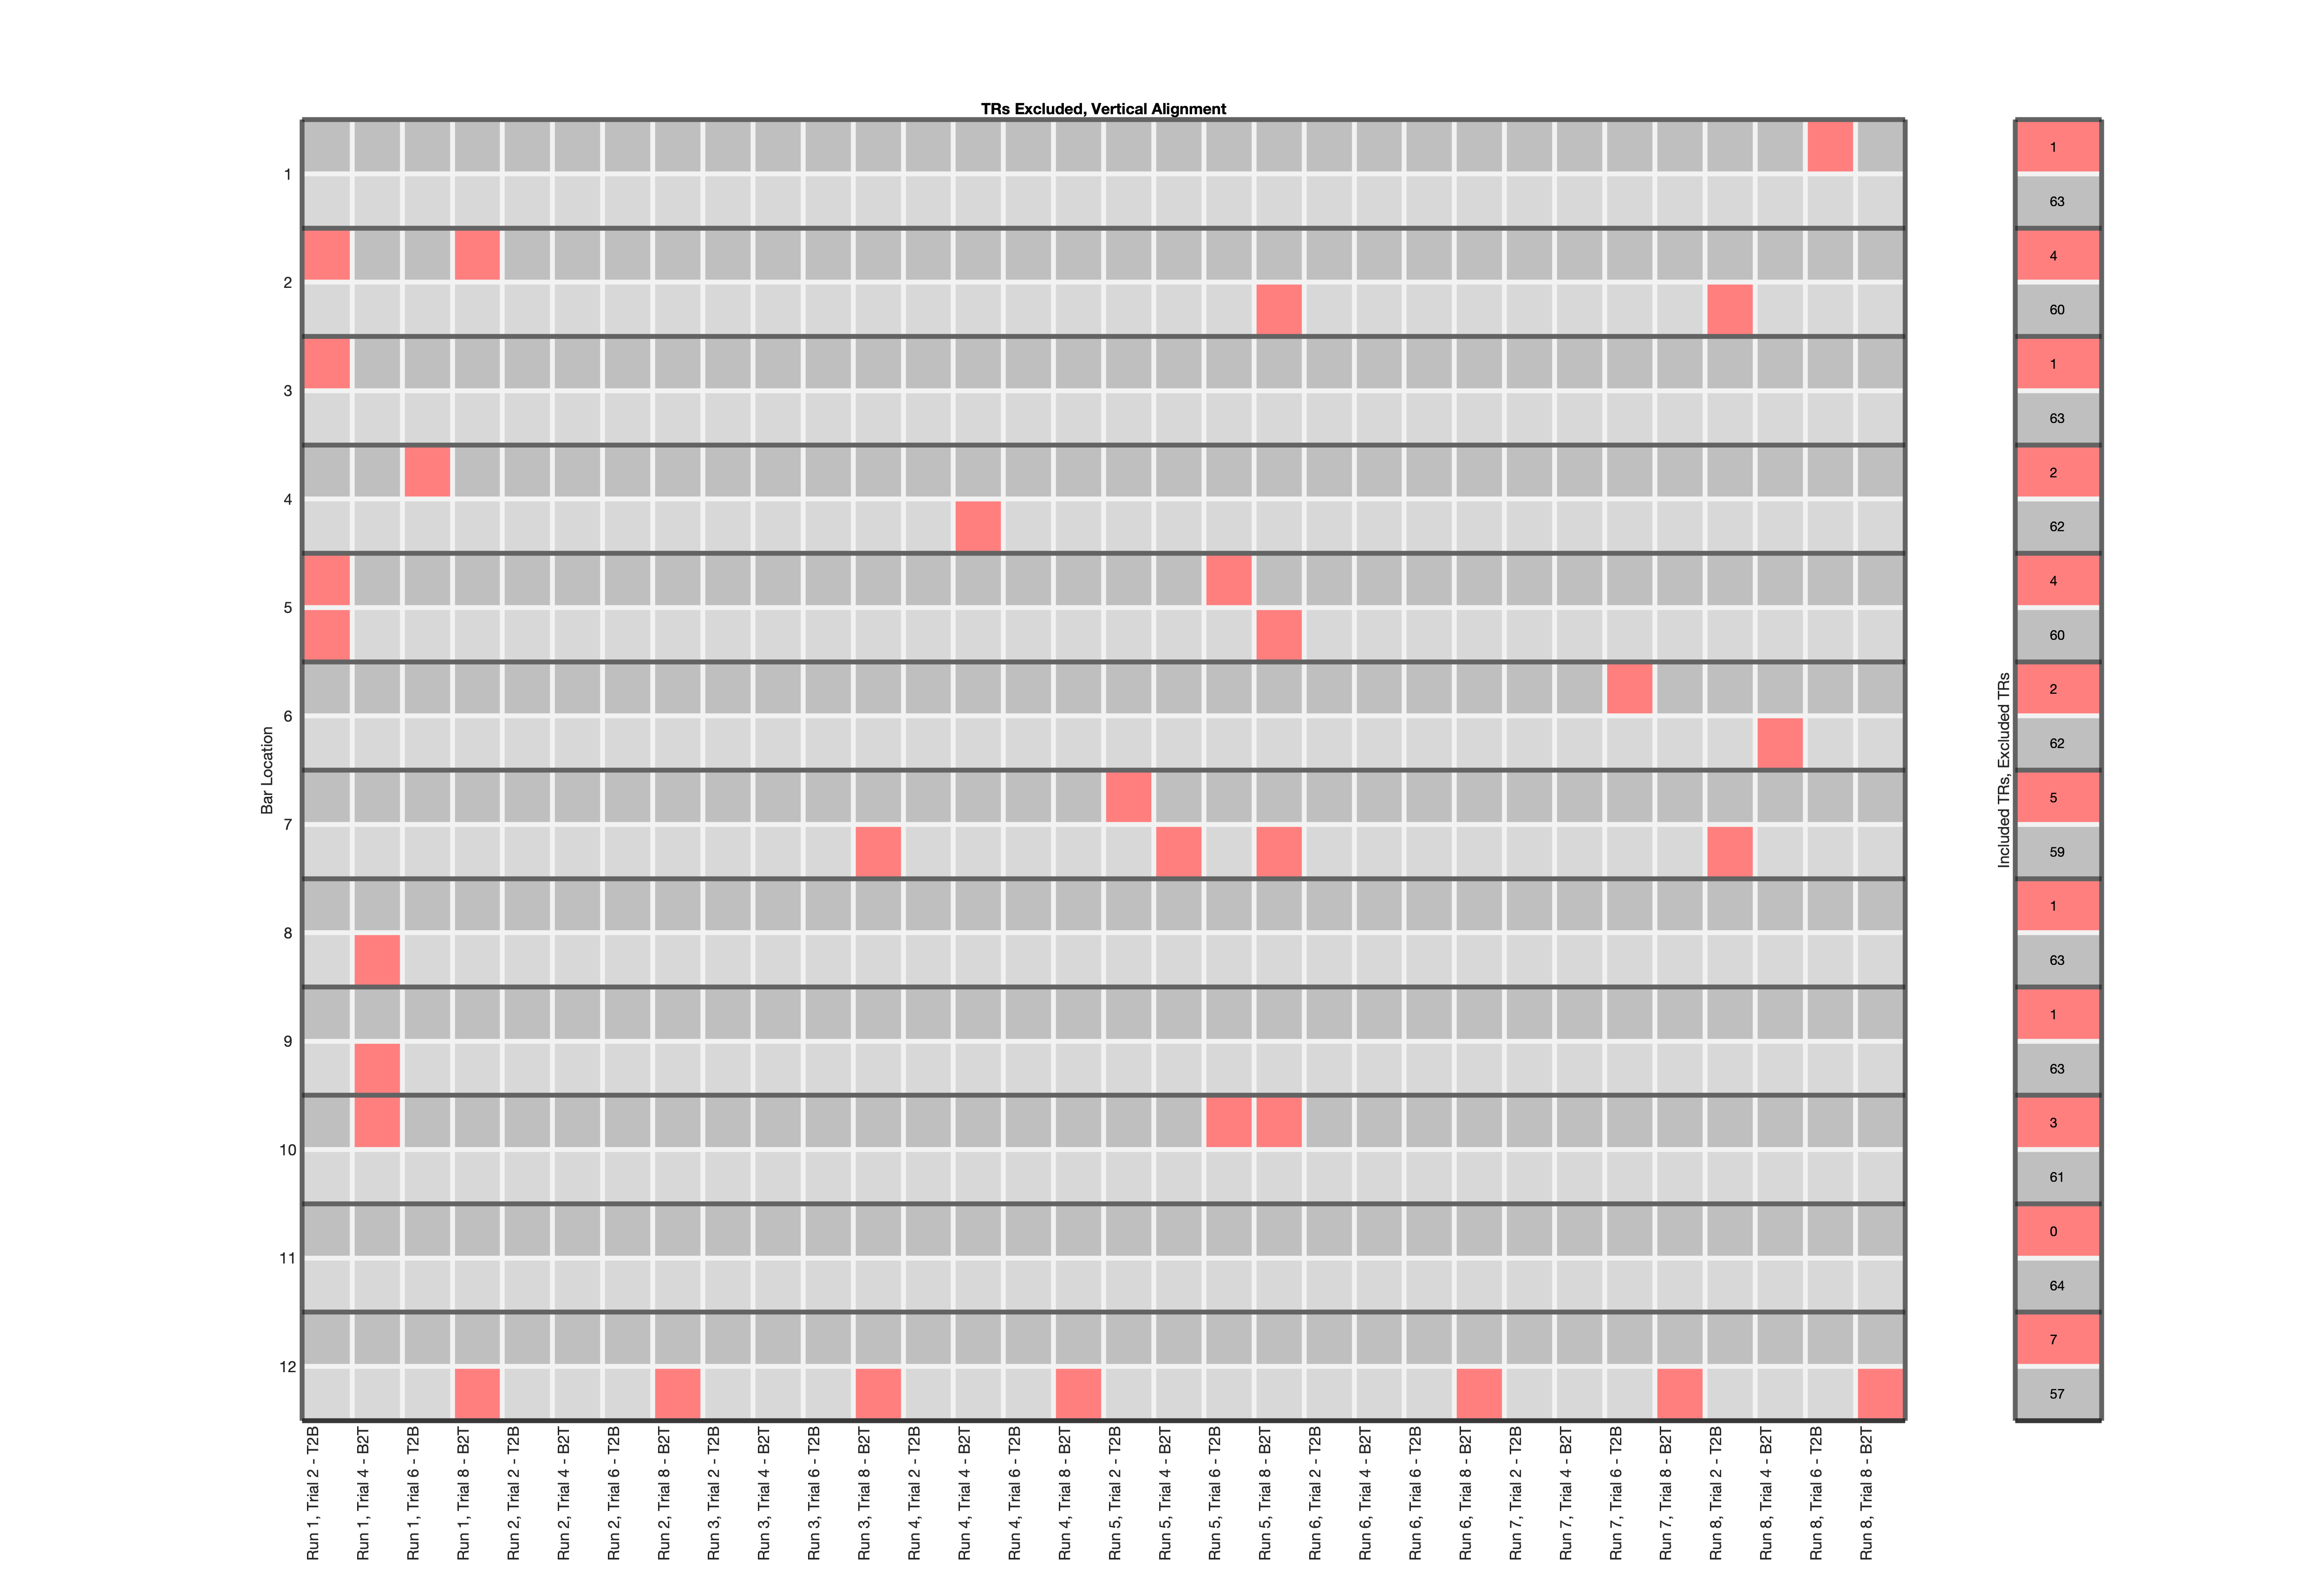 TRs Excluded, Vertical Alignment
Bar Location
1
2
3
4
5
6
7
8
9
10
11
12
Run 1, Trial 2 - T2B
Run 1, Trial 4 - B2T
Run 1, Trial 6 - T2B
Run 1, Trial 8 - B2T
Run 2, Trial 2 - T2B
Run 2, Trial 4 - B2T
Run 2, Trial 6 - T2B
Run 2, Trial 8 - B2T
Run 3, Trial 2 - T2B
Run 3, Trial 4 - B2T
Run 3, Trial 6 - T2B
Run 3, Trial 8 - B2T
Run 4, Trial 2 - T2B
Run 4, Trial 4 - B2T
Run 4, Trial 6 - T2B
Run 4, Trial 8 - B2T
Run 5, Trial 2 - T2B
Run 5, Trial 4 - B2T
Run 5, Trial 6 - T2B
Run 5, Trial 8 - B2T
Run 6, Trial 2 - T2B
Run 6, Trial 4 - B2T
Run 6, Trial 6 - T2B
Run 6, Trial 8 - B2T
Run 7, Trial 2 - T2B
Run 7, Trial 4 - B2T
Run 7, Trial 6 - T2B
Run 7, Trial 8 - B2T
Run 8, Trial 2 - T2B
Run 8, Trial 4 - B2T
Run 8, Trial 6 - T2B
Run 8, Trial 8 - B2T
Included TRs, Excluded TRs
1
63
4
60
1
63
2
62
4
60
2
62
5
59
1
63
1
63
3
61
0
64
7
57